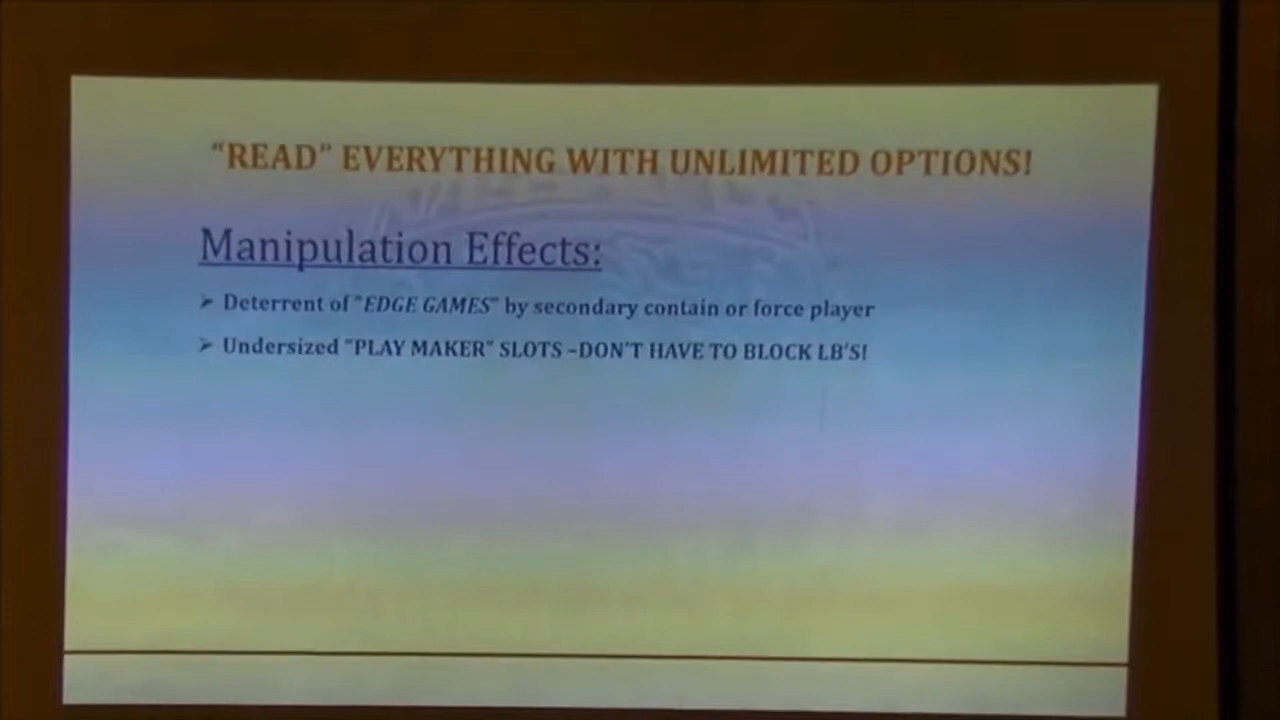 “READ” EVERYTHING WITH UNLIMITED OPTIONS!
Manipulation Effects:
➢ Deterrent of “EDGE GAMES” by secondary contain or force player
➢ Undersized “PLAY MAKER” SLOTS –DON’T HAVE TO BLOCK LB’S!